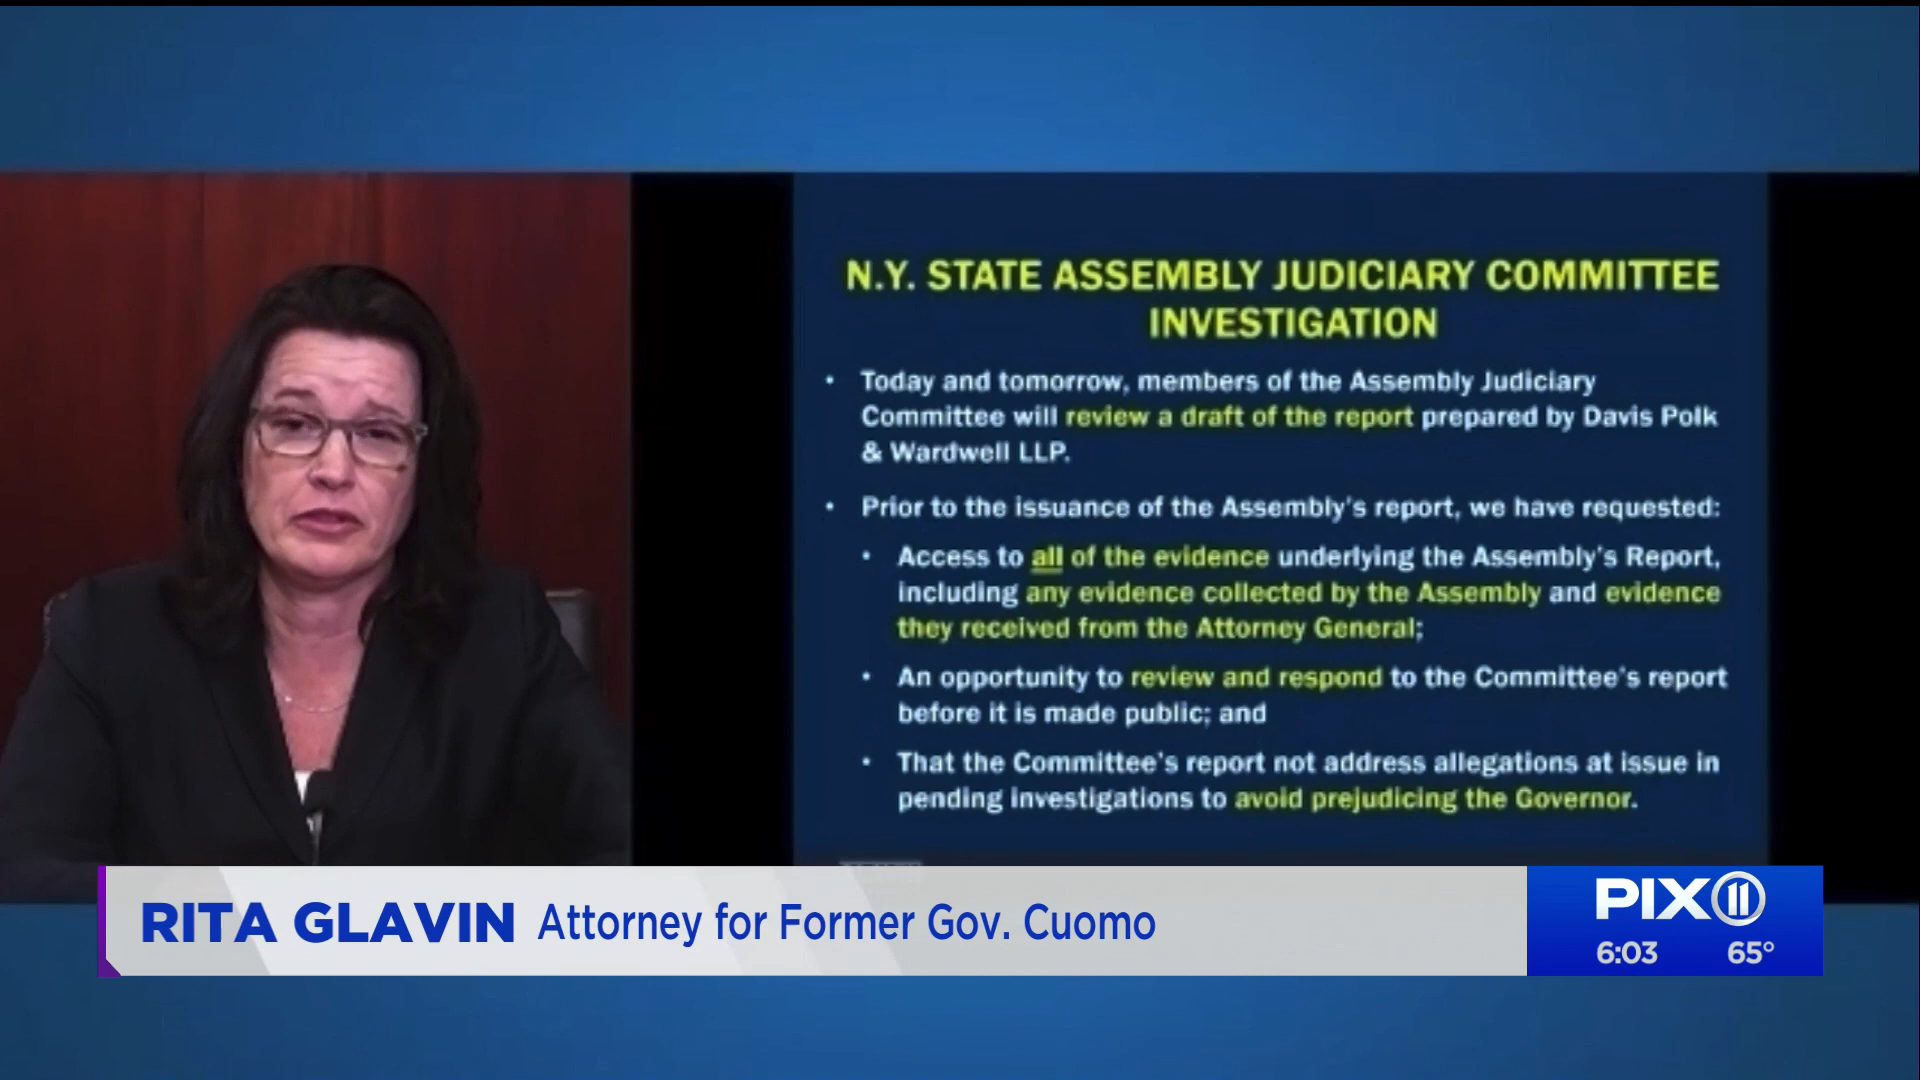 N.Y. STATE ASSEMBLY JUDICIARY COMMITTEE
INVESTIGATION
• Today and tomorrow, members of the Assembly Judiciary
Committee will review a draft of the report prepared by Davis Polk
& Wardwell LLP.
• Prior to the issuance of the Assembly's report, we have requested:
• Access to all of the evidence underlying the Assembly's Report,
including any evidence collected by the Assembly and evidence
they received from the Attorney General;
• An opportunity to review and respond to the Committee's report
before it is made public; and
• That the Committee's report not address allegations at issue in
pending investigations to avoid prejudicing the Governor.
RITA GLAVIN Attorney for Former Gov. Cuomo
PIX 11
6:03 65°